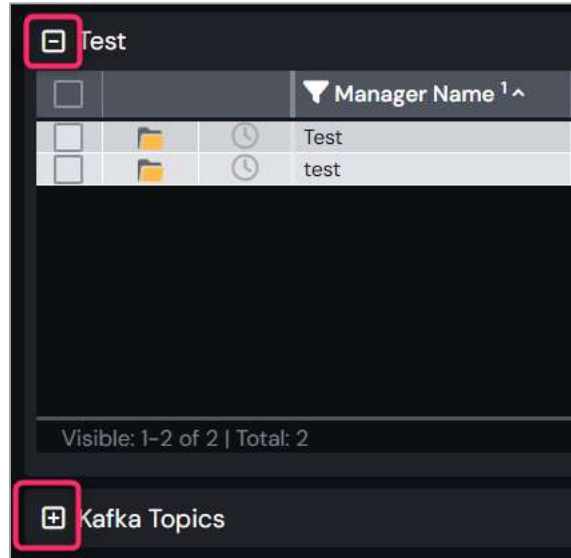 Test
Manager Name 1
Test
test
Visible: 1-2 of 2 | Total: 2
Kafka Topics